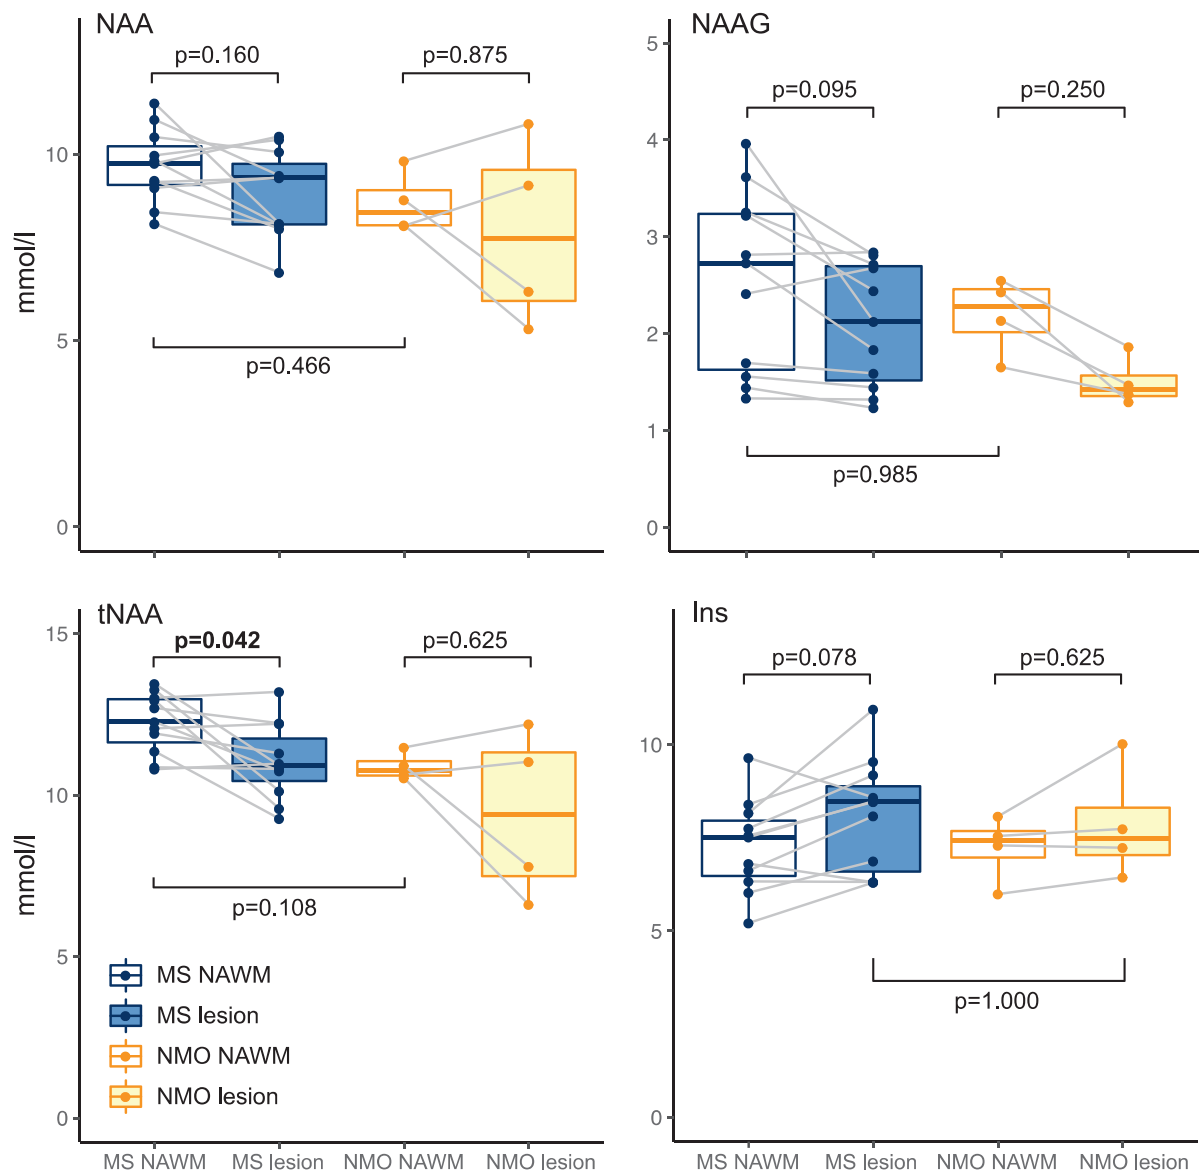 NAA
p=0.160
p=0.875
10
5
0
mmol/l
p=0.466
NAAG
5
4
3
2
1
0
p=0.095
p=0.250
p=0.985
tNAA
15
10
5
0
mmol/l
p=0.042
p=0.625
p=0.108
MS NAWM
MS lesion
NMO NAWM
NMO lesion
MS NAWM
MS lesion
NMO NAWM
NMO lesion
Ins
10
5
0
p=0.078
p=0.625
p=1.000
MS NAWM
MS lesion
NMO NAWM
NMO lesion